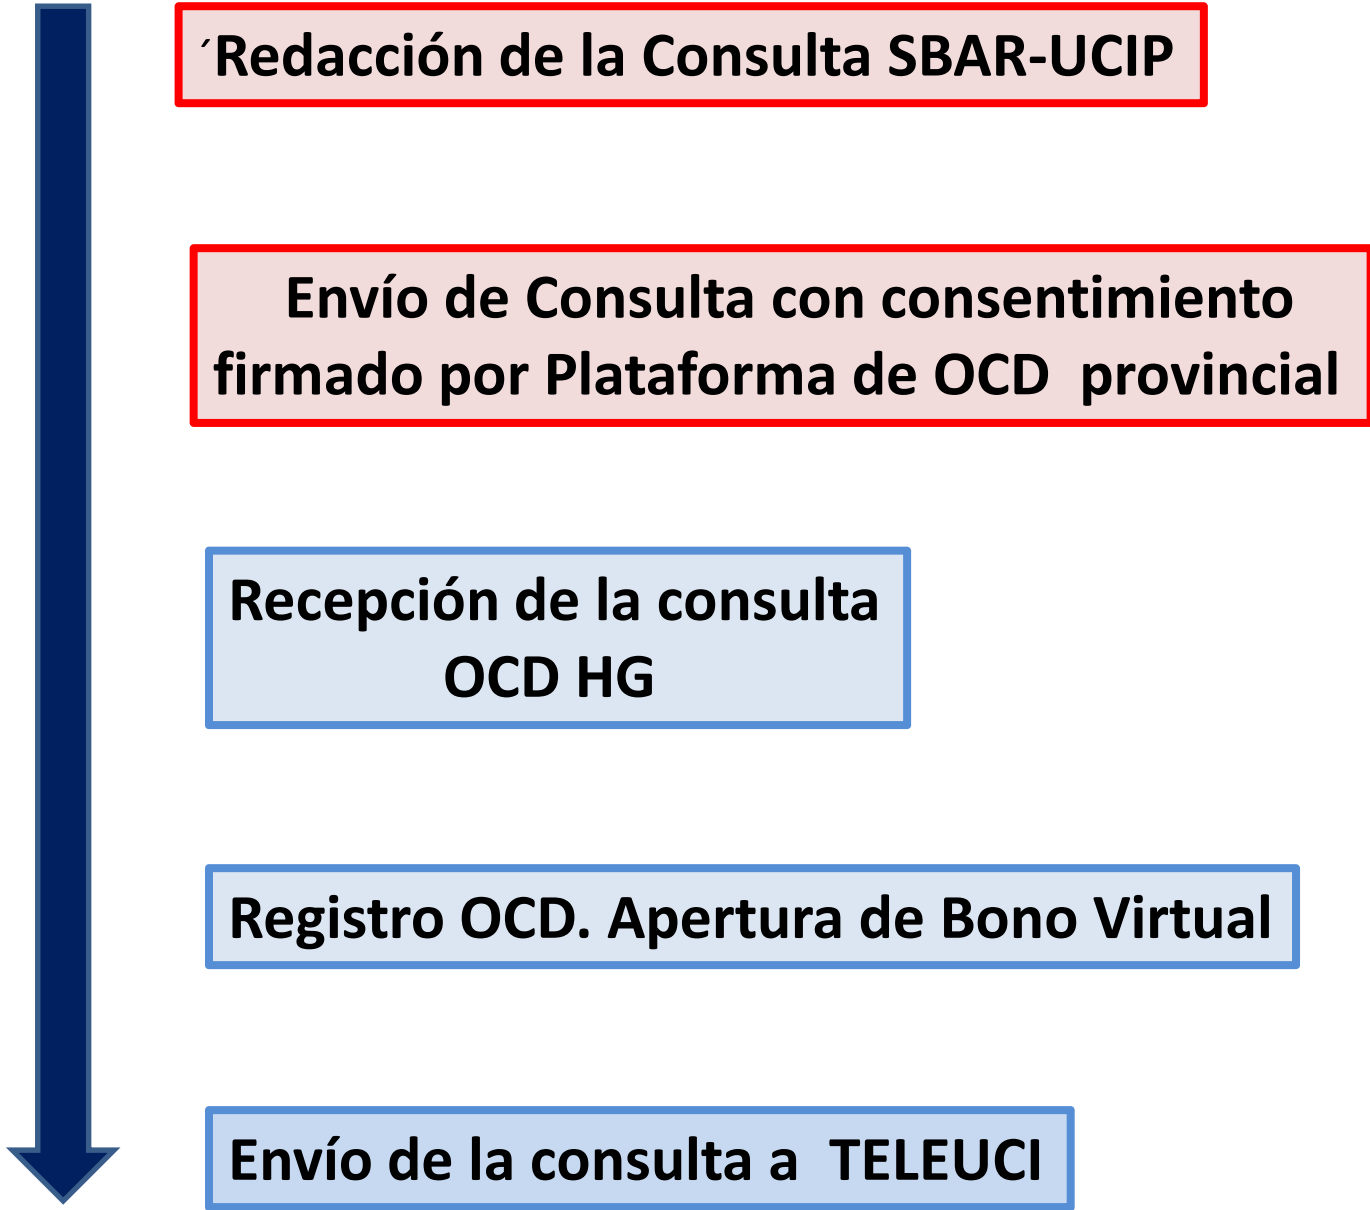 ´Redacción de la Consulta SBAR-UCIP
Envío de Consulta con consentimiento
firmado por Plataforma de OCD provincial
Recepción de la consulta
OCD HG
Registro OCD. Apertura de Bono Virtual
Envío de la consulta a TELEUCI